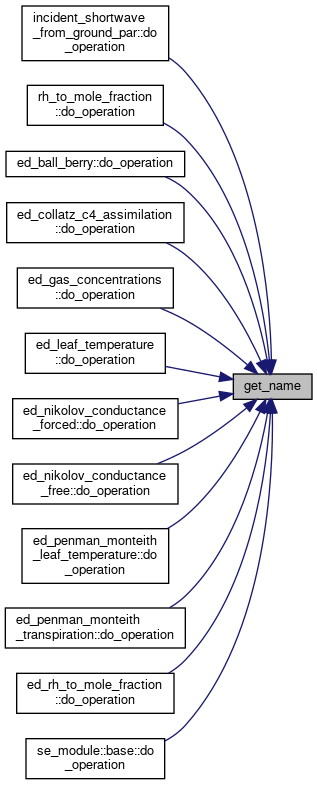 incident_shortwave
_from_ground_par::do
_operation
rh_to_mole_fraction
::do_operation
ed_ball_berry::do_operation
ed_collatz_c4_assimilation
::do_operation
ed_gas_concentrations
::do_operation
ed_leaf_temperature
::do_operation
get_name
ed_nikolov_conductance
_forced::do_operation
ed_nikolov_conductance
_free::do_operation
ed_penman_monteith
_leaf_temperature::do
_operation
ed_penman_monteith
_transpiration::do_operation
ed_rh_to_mole_fraction
::do_operation
se_module::base::do
_operation